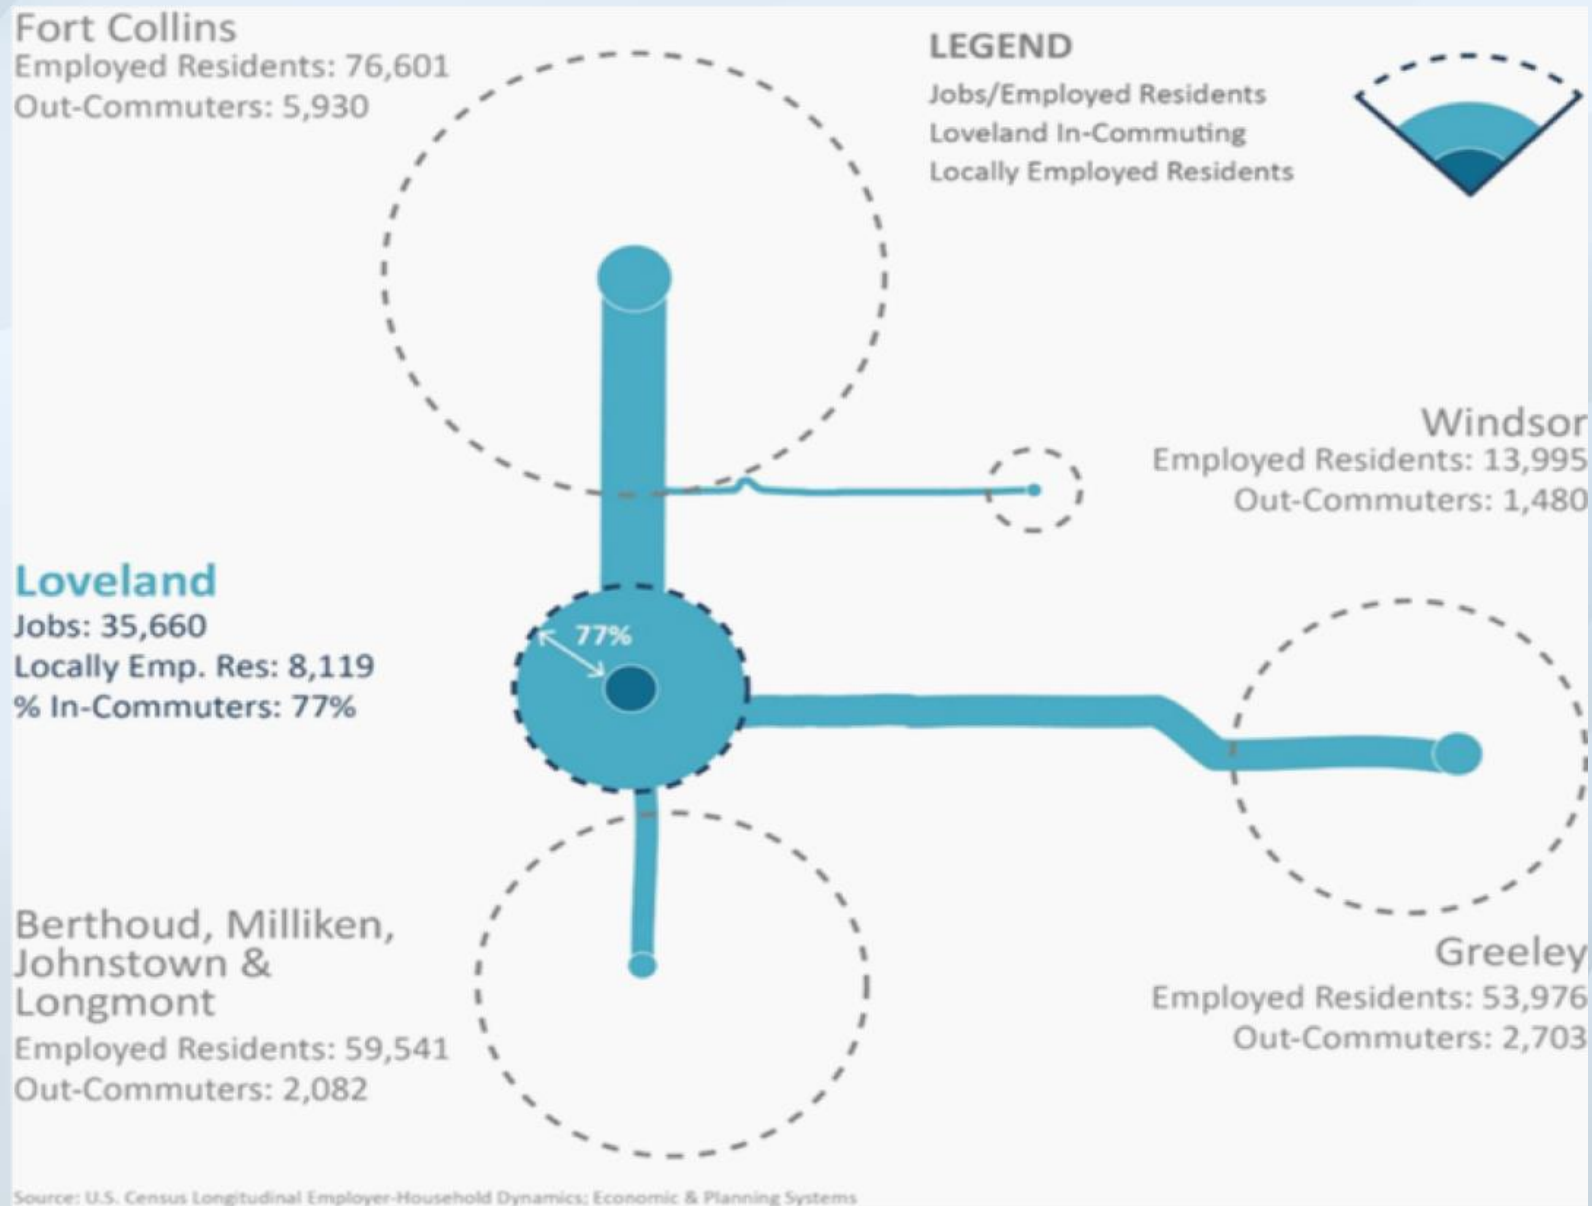 Fort Collins
Employed Residents: 76,601
Out-Commuters: 5,930
LEGEND
Jobs/Employed Residents
Loveland In-Commuting
Locally Employed Residents
Windsor
Employed Residents: 13,995
Out-Commuters: 1,480
Loveland
Jobs: 35,660
Locally Emp. Res: 8,119
% In-Commuters: 77%
77%
Berthoud, Milliken,
Johnstown &
Longmont
Employed Residents: 59,541
Out-Commuters: 2,082
Greeley
Employed Residents: 53,976
Out-Commuters: 2,703
Source: U.S. Census Longitudinal Employer-Household Dynamics; Economic & Planning Systems